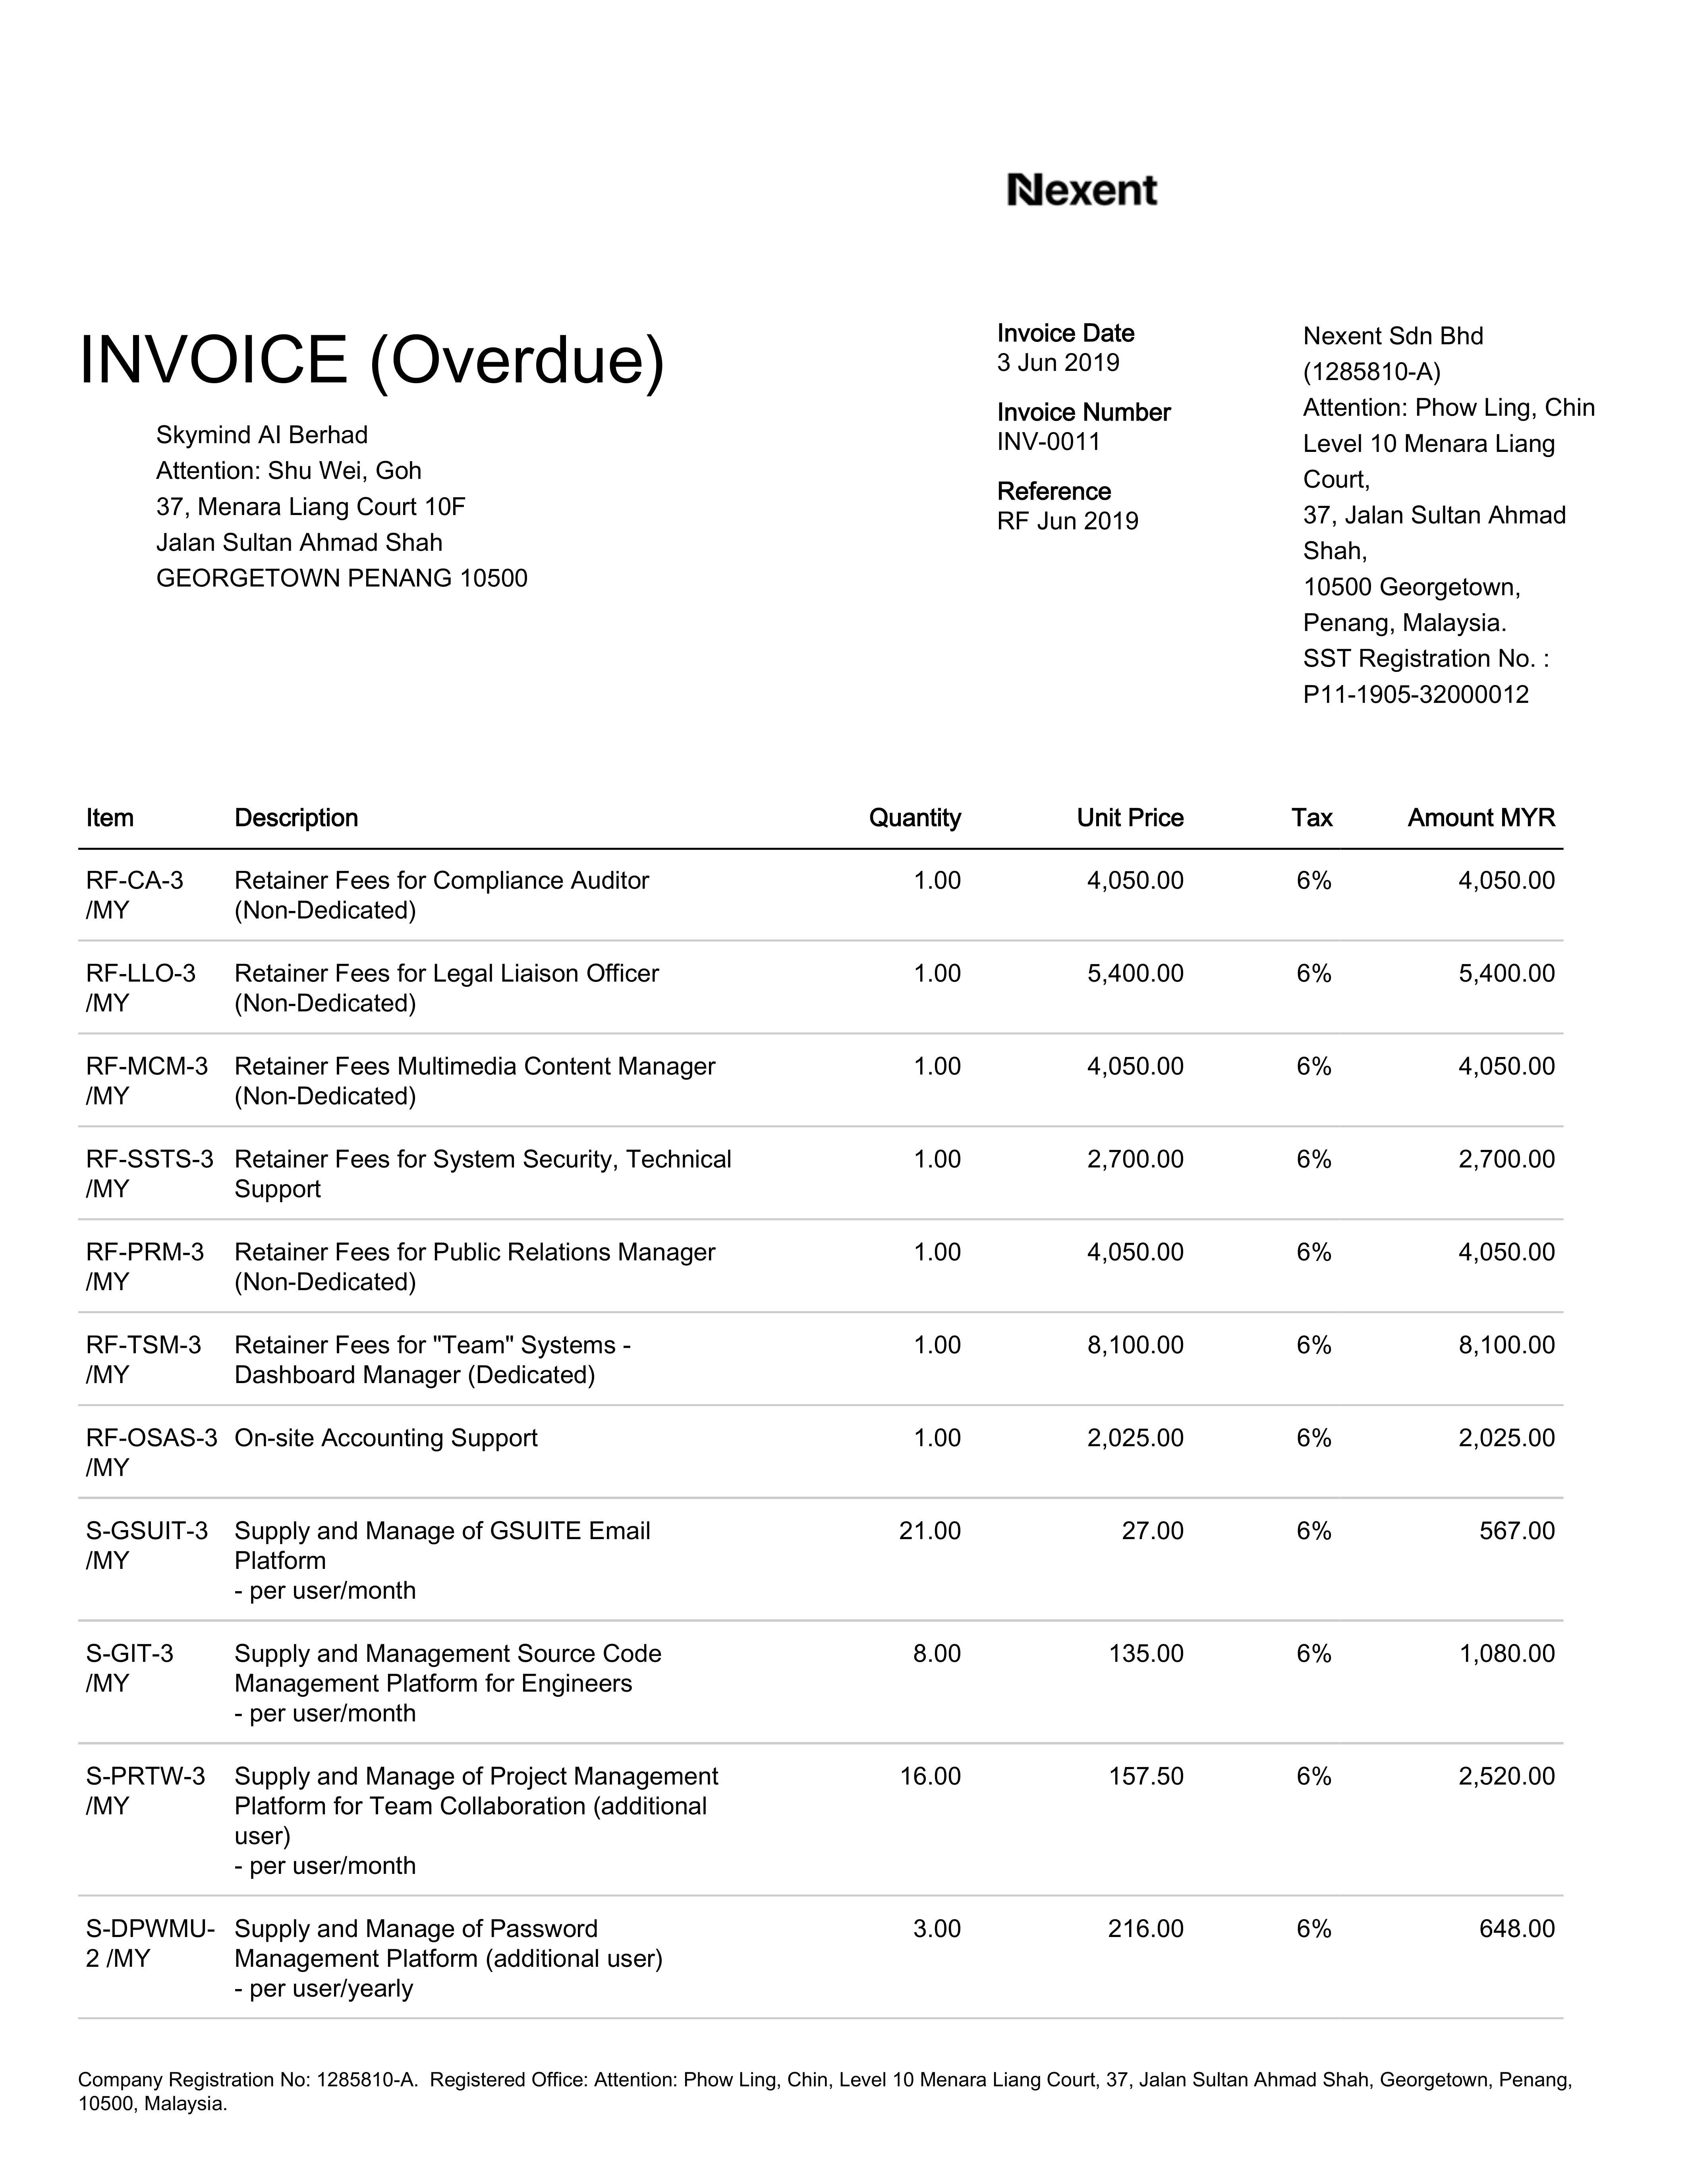 Nexent
INVOICE (Overdue)
Skymind AI Berhad
Attention: Shu Wei, Goh
37, Menara Liang Court 10F
Jalan Sultan Ahmad Shah
GEORGETOWN PENANG 10500
Invoice Date
3 Jun 2019
Invoice Number
INV-0011
Reference
RF Jun 2019
Nexent Sdn Bhd
(1285810-A)
Attention: Phow Ling, Chin
Level 10 Menara Liang
Court,
37, Jalan Sultan Ahmad
Shah,
10500 Georgetown,
Penang, Malaysia.
SST Registration No. :
P11-1905-32000012
Item Description Quantity Unit Price Tax Amount MYR
RF-CA-3 Retainer Fees for Compliance Auditor 1.00 4,050.00 6% 4,050.00
/MY (Non-Dedicated)
RF-LLO-3 Retainer Fees for Legal Liaison Officer 1.00 5,400.00 6% 5,400.00
/MY (Non-Dedicated)
RF-MCM-3 Retainer Fees Multimedia Content Manager 1.00 4,050.00 6% 4,050.00
/MY (Non-Dedicated)
RF-SSTS-3 Retainer Fees for System Security, Technical 1.00 2,700.00 6% 2,700.00
/MY Support
RF-PRM-3 Retainer Fees for Public Relations Manager 1.00 4,050.00 6% 4,050.00
/MY (Non-Dedicated)
RF-TSM-3 Retainer Fees for "Team" Systems - 1.00 8,100.00 6% 8,100.00
/MY Dashboard Manager (Dedicated)
RF-OSAS-3 On-site Accounting Support 1.00 2,025.00 6% 2,025.00
/MY
S-GSUIT-3 Supply and Manage of GSUITE Email 21.00 27.00 6% 567.00
/MY Platform
- per user/month
S-GIT-3 Supply and Management Source Code 8.00 135.00 6% 1,080.00
/MY Management Platform for Engineers
- per user/month
S-PRTW-3 Supply and Manage of Project Management 16.00 157.50 6% 2,520.00
/MY Platform for Team Collaboration (additional
user)
- per user/month
S-DPWMU- Supply and Manage of Password 3.00 216.00 6% 648.00
2 /MY Management Platform (additional user)
- per user/yearly
Company Registration No: 1285810-A. Registered Office: Attention: Phow Ling, Chin, Level 10 Menara Liang Court, 37, Jalan Sultan Ahmad Shah, Georgetown, Penang,
10500, Malaysia.